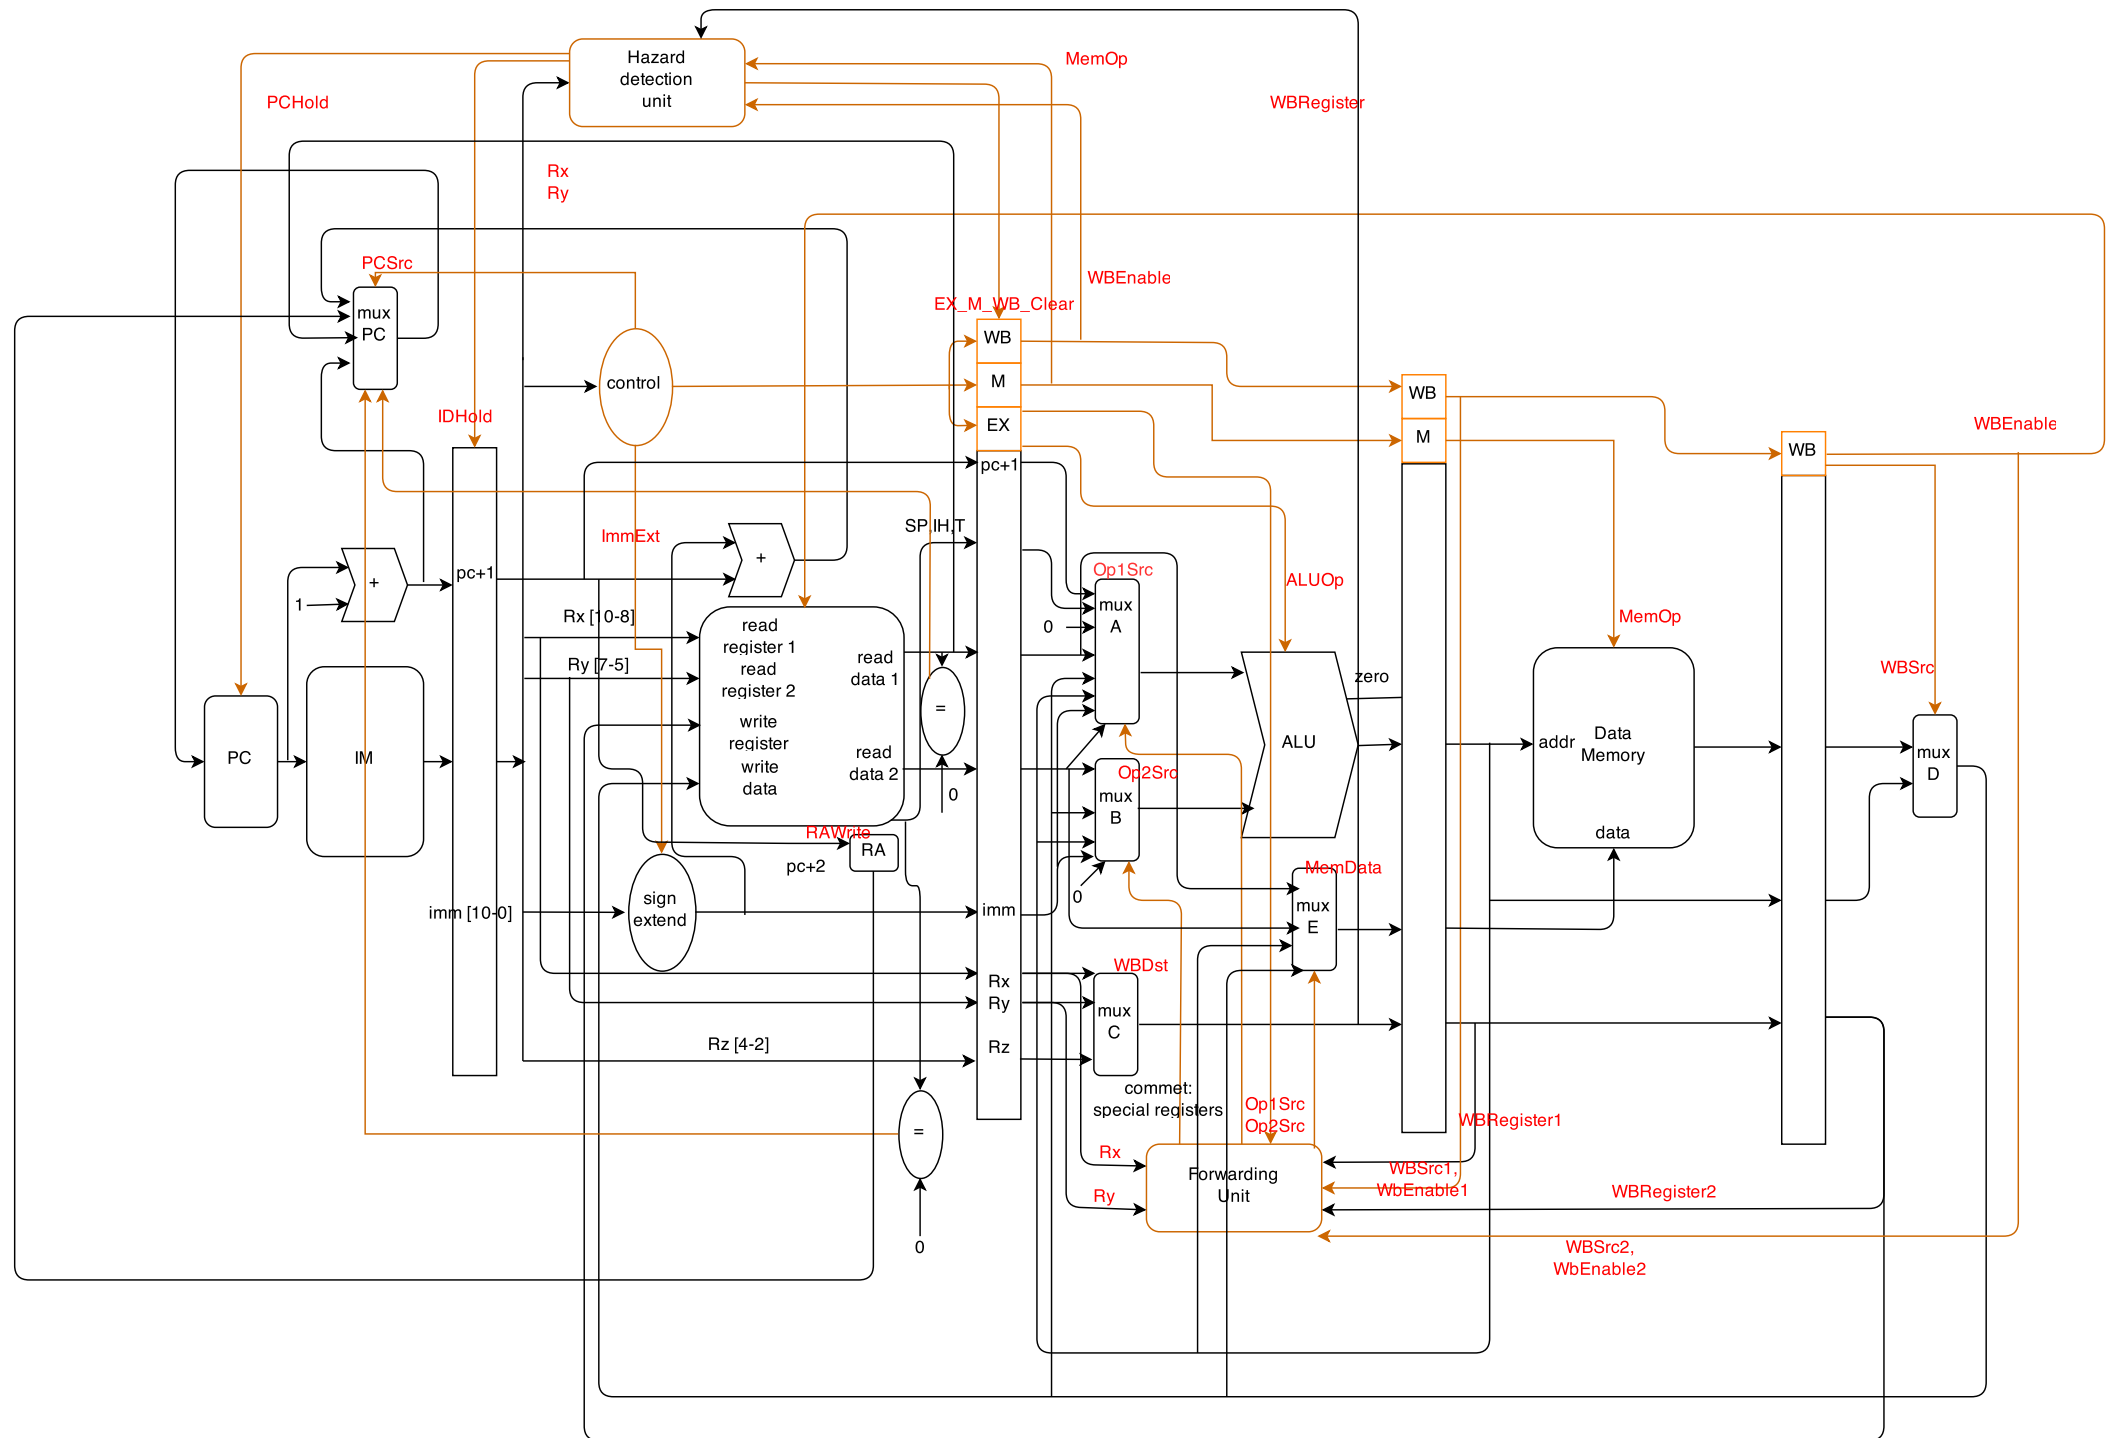 Hazard
detection
unit
MemOp
PCHold
WBRegister
Rx
Ry
PCSrc
WBEnable
EX_M_WB_Clear
mux
PC
WB
control
M
WB
IDHold
EX
M
WBEnable
WB
pc+1
SP,IH,T
ImmExt
+
Op1Src
pc+1
+
ALUOp
1
Rx [10-8]
mux
A
0
MemOp
read
register 1
read
register 2
Ry [7-5]
read
data 1
zero
WBSrc
=
write
register
write
data
PC
IM
read
data 2
ALU
addr
Data
Memory
mux
D
Op2Src
mux
B
0
data
RAWrite
RA
pc+2
MemData
sign
extend
0
imm [10-0]
imm
mux
E
WBDst
Rx
Ry
mux
C
Rz [4-2]
Rz
commet:
special registers
Op1Src
Op2Src
WBRegister1
=
Rx
Forwarding
Unit
WBSrc1,
WbEnable1
Ry
WBRegister2
0
WBSrc2,
WbEnable2